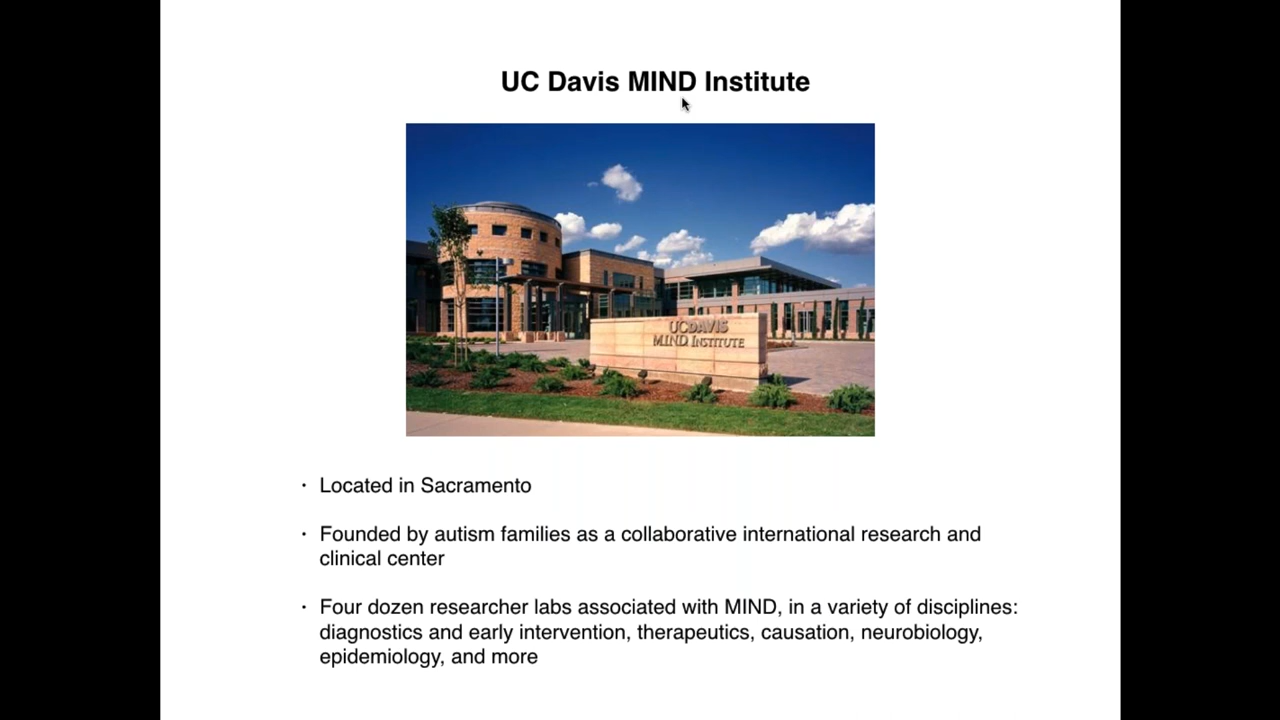 UC Davis MIND Institute
UCDAVIS
MIND INSTITUTE
· Located in Sacramento
· Founded by autism families as a collaborative international research and
clinical center
· Four dozen researcher labs associated with MIND, in a variety of disciplines:
diagnostics and early intervention, therapeutics, causation, neurobiology,
epidemiology, and more